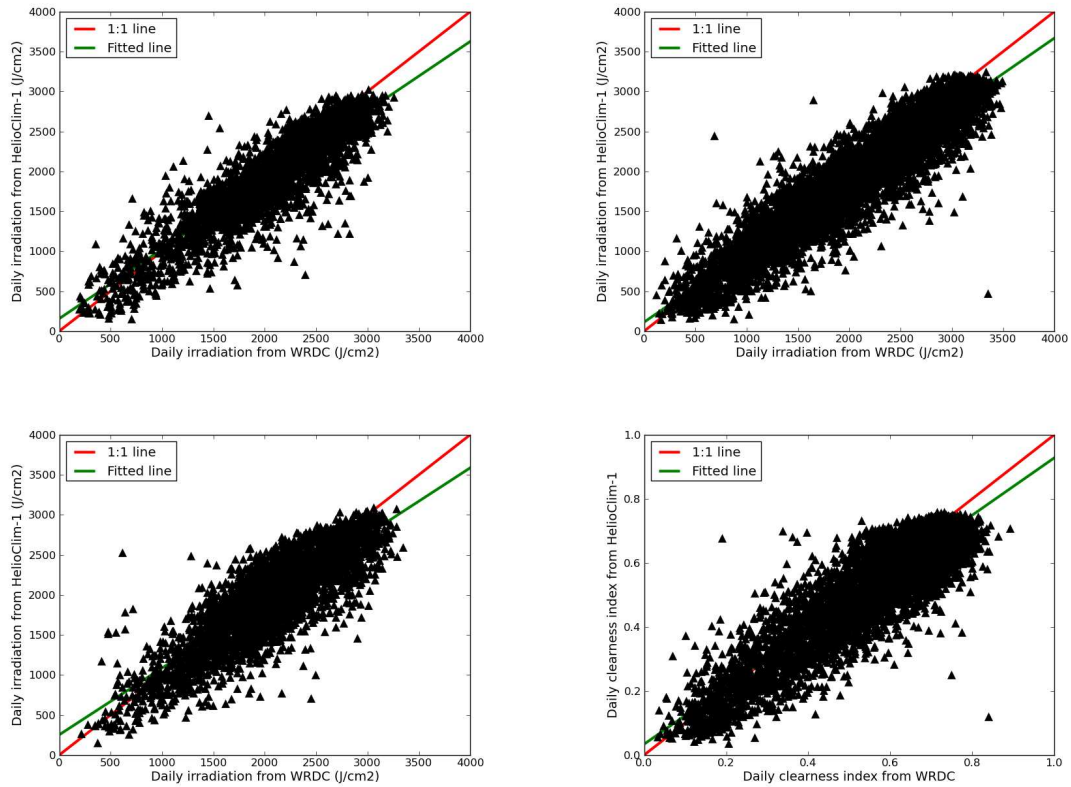 4000
3500
3000
2500
2000
1500
1000
500
0
Daily irradiation from HelioClim-1 (J/cm2)
1:1 line
Fitted line
0 500 1000 1500 2000 2500 3000 3500 4000
Daily irradiation from WRDC (J/cm2)
4000
3500
3000
2500
2000
1500
1000
500
0
Daily irradiation from HelioClim-1 (J/cm2)
1:1 line
Fitted line
0 500 1000 1500 2000 2500 3000 3500 4000
Daily irradiation from WRDC (J/cm2)
4000
3500
3000
2500
2000
1500
1000
500
0
Daily irradiation from HelioClim-1 (J/cm2)
1:1 line
Fitted line
0 500 1000 1500 2000 2500 3000 3500 4000
Daily irradiation from WRDC (J/cm2)
1.0
0.8
0.6
0.4
0.2
0.0
Daily clearness index from HelioClim-1
1:1 line
Fitted line
0.0 0.2 0.4 0.6 0.8 1.0
Daily clearness index from WRDC